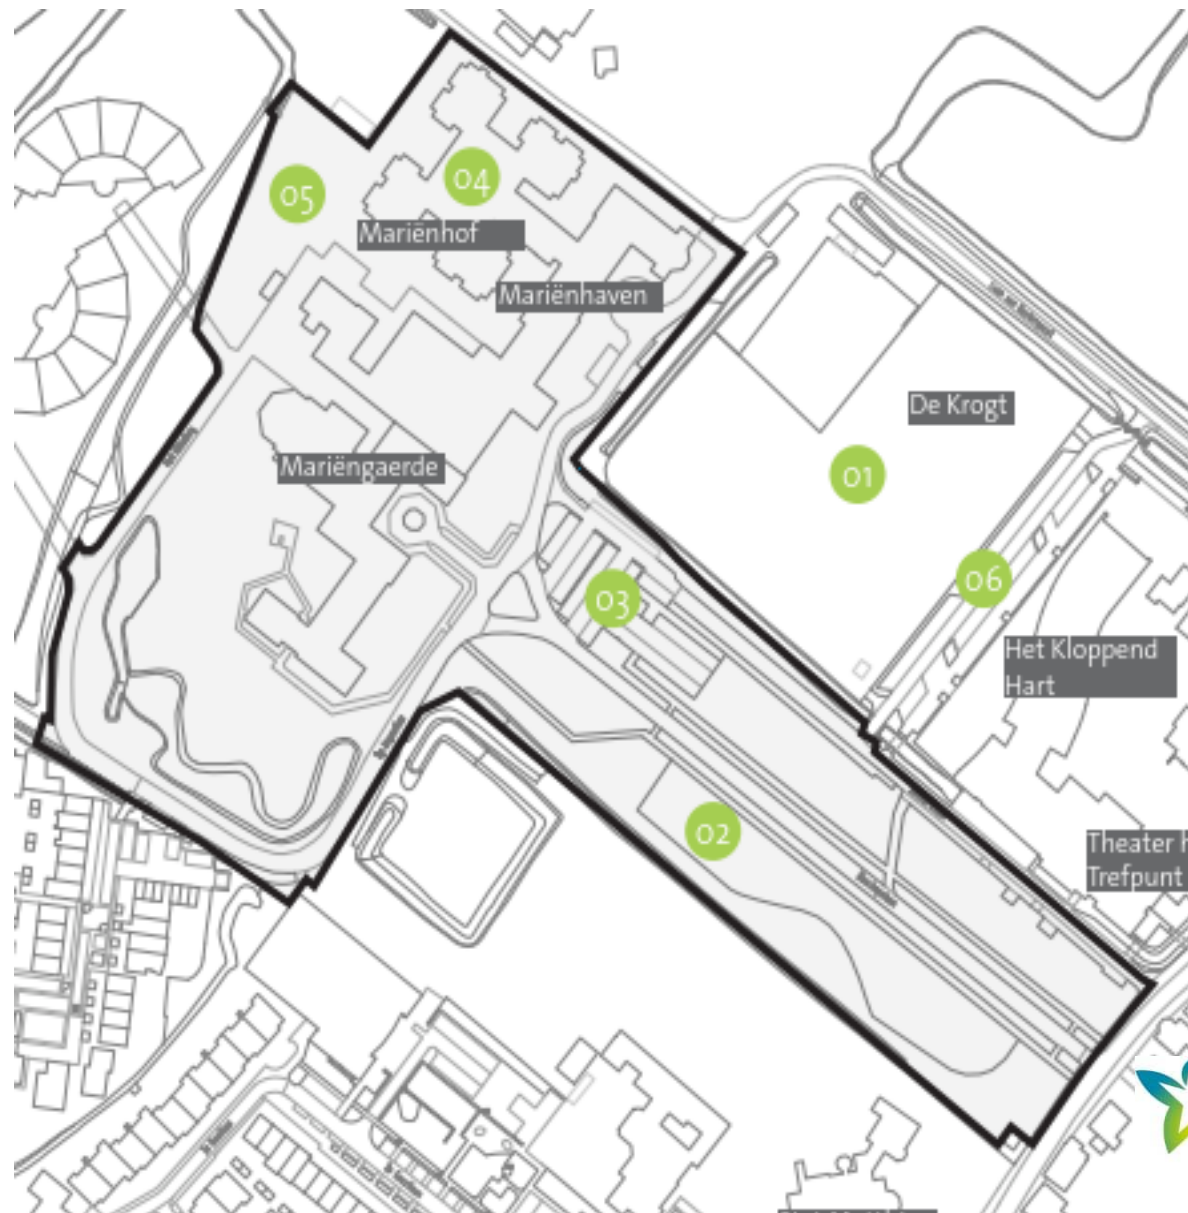 04
05
Mariënhof
Mariënhaven
De Krogt
Mariëngaerde
01
06
03
Het Kloppend
Hart
02
Theater h
Trefpunt